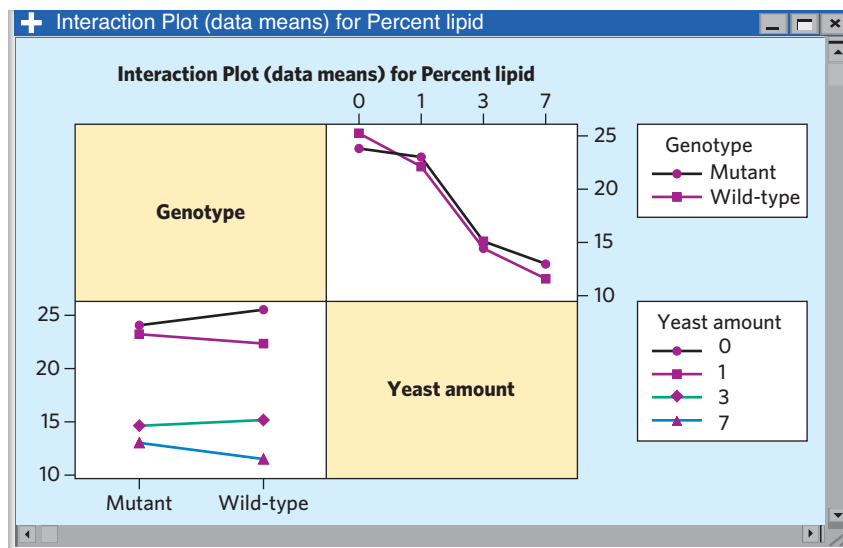 Interaction Plot (data means) for Percent lipid
Interaction Plot (data means) for Percent lipid
0 1 3 7
Genotype
25
20
15
10
Genotype
Mutant
Wild-type
25
20
15
10
Yeast amount
Mutant Wild-type
Yeast amount
0
1
3
7